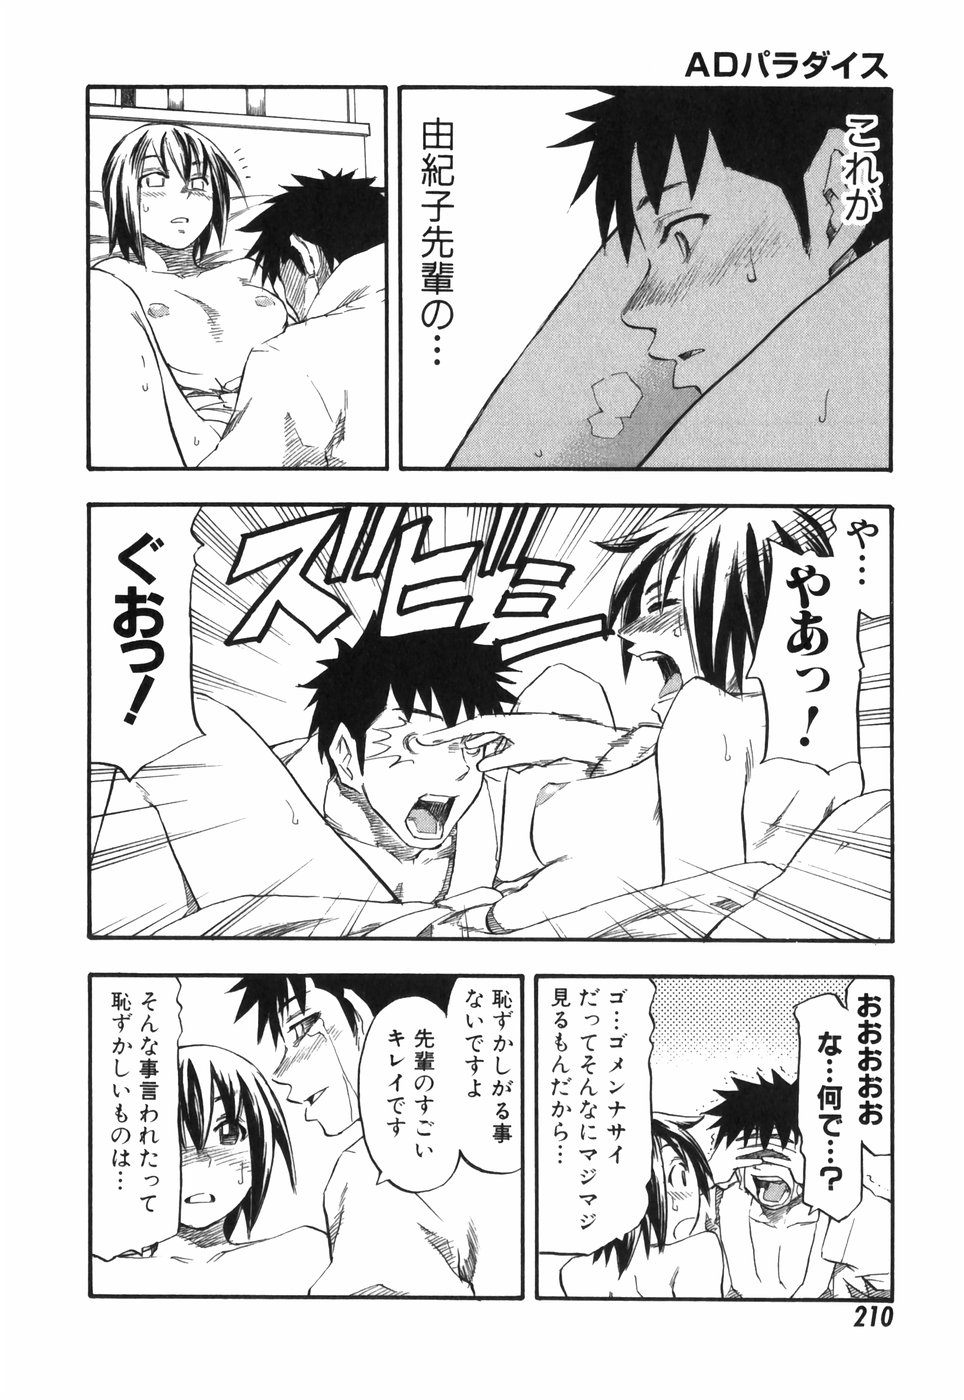 ADパラダイス
これが
由紀子先輩の…
や…
やあっ！
ズビシ
ぐおっ！
おおおおお
な…何で…？
ゴ…ゴメンナサイ
だってそんなにマジマジ
見るもんだから…
恥ずかしがる事
ないですよ
先輩のすごい
キレイです
そんな事言われたって
恥ずかしいものは…
210